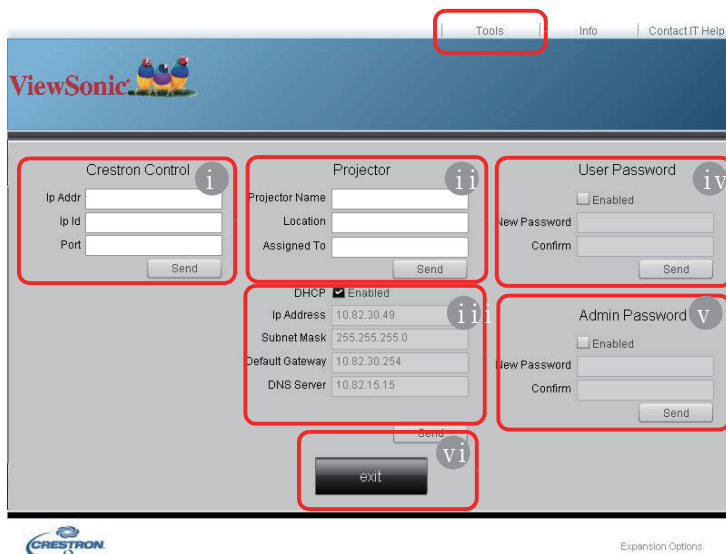 Tools
Info
Contact IT Help
ViewSonic
Crestron Control
i
Ip Addr
Ip Id
Port
Send
Projector
ii
Projector Name
Location
Assigned To
Send
DHCP Enabled
iii
Ip Address 10.82.30.49
Subnet Mask 255.255.255.0
Default Gateway 10.82.30.254
DNS Server 10.82.15.15
Send
User Password
iv
Enabled
New Password
Confirm
Send
Admin Password
v
Enabled
New Password
Confirm
Send
vi
exit
CRESTRON
Expansion Options